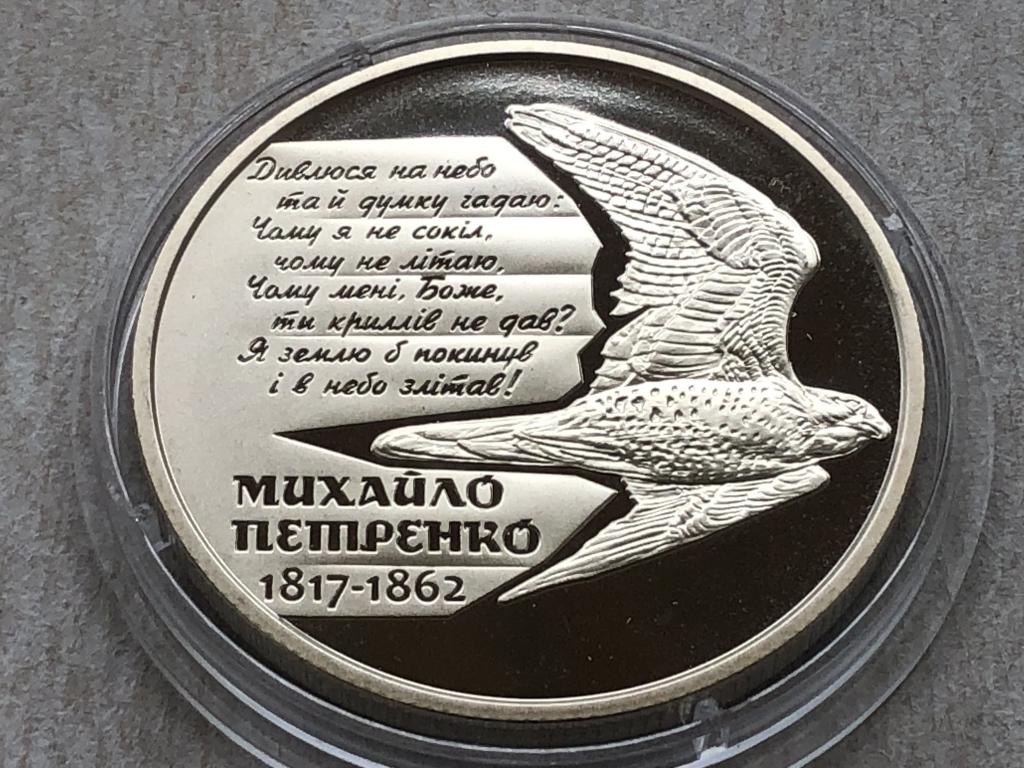 Дивлюся на небо
та й думку гадаю:
Чому я не сокіл,
чому не літаю,
Чому мені, Боже,
ти криллів не дав?
Я землю б покинув
і в небо злітав!
МИХАЙЛО
ПЕТРЕНКО
1817-1862